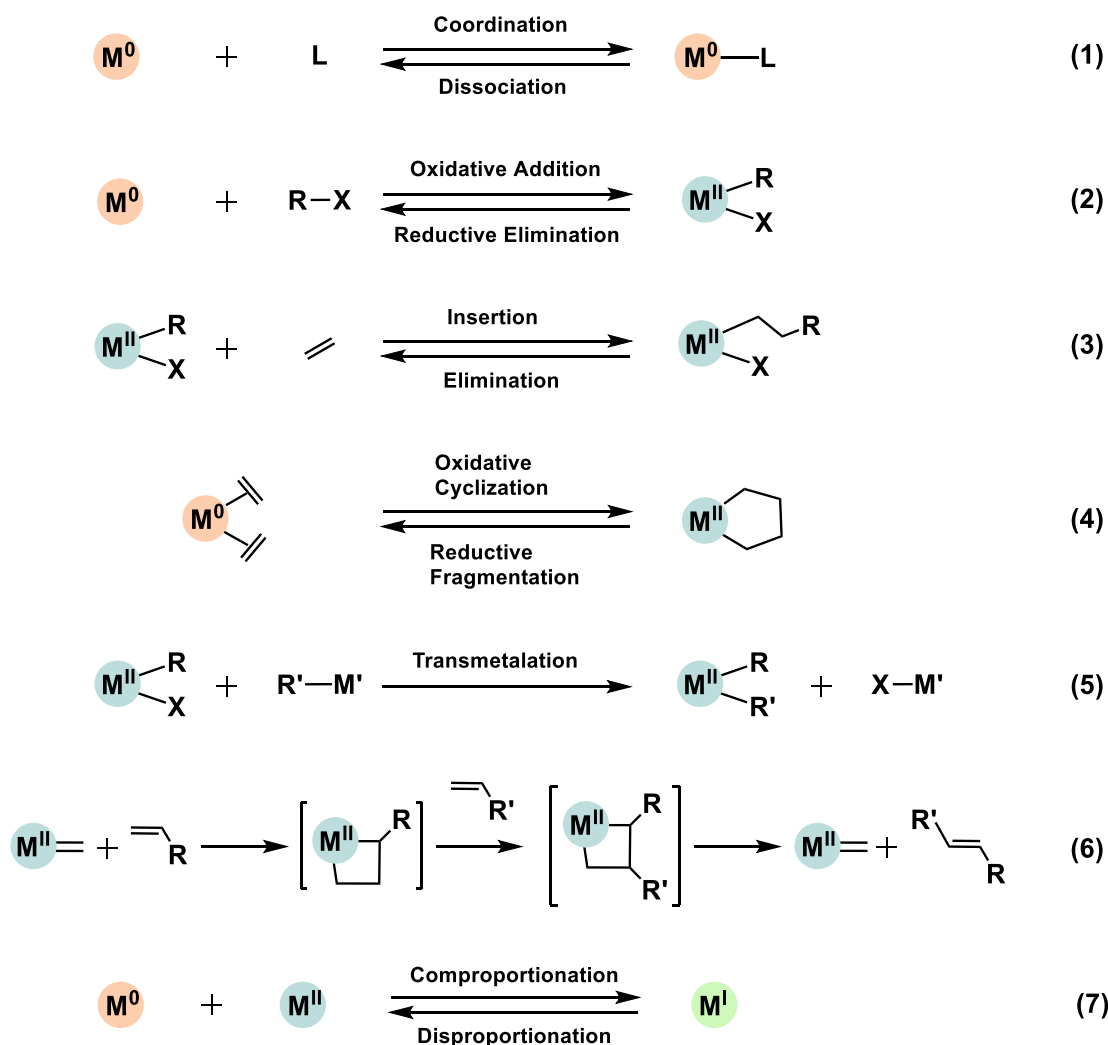 Coordination
M⁰ + L M⁰—L (1)
Dissociation
Oxidative Addition
M⁰ + R—X Mᴵᴵ R X (2)
Reductive Elimination
Insertion
Mᴵᴵ R X + Mᴵᴵ R X (3)
Elimination
Oxidative
Cyclization
M⁰ Mᴵᴵ (4)
Reductive
Fragmentation
Transmetalation
Mᴵᴵ R X + R'—M' Mᴵᴵ R R' + X—M' (5)
R'
Mᴵᴵ + R Mᴵᴵ R Mᴵᴵ R R' Mᴵᴵ + R' R (6)
Comproportionation
M⁰ + Mᴵᴵ Mᴵ (7)
Disproportionation